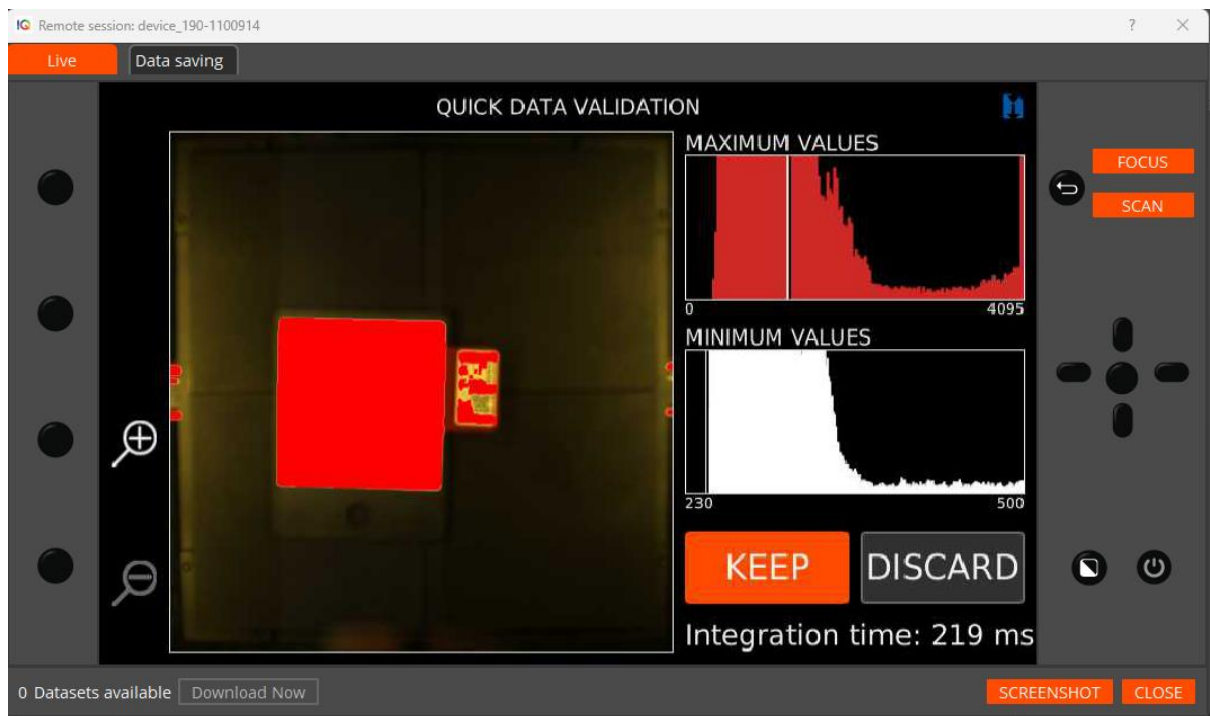 IQ Remote session: device_190-1100914 ?
Live Data saving
QUICK DATA VALIDATION
MAXIMUM VALUES
0 4095
MINIMUM VALUES
230 500
FOCUS
SCAN
KEEP DISCARD
Integration time: 219 ms
0 Datasets available Download Now SCREENSHOT CLOSE